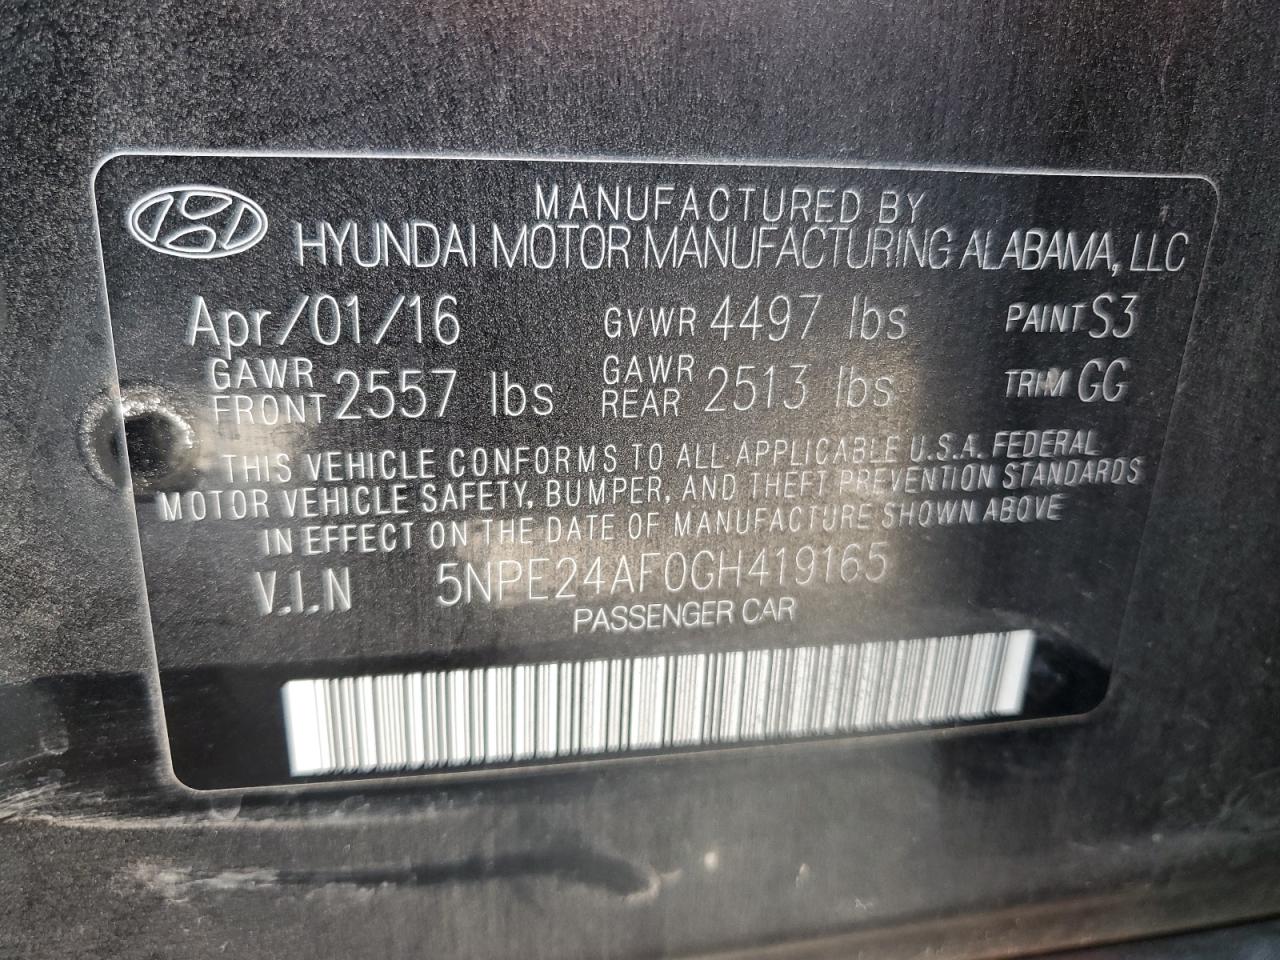 MANUFACTURED BY
HYUNDAI MOTOR MANUFACTURING ALABAMA, LLC
Apr/01/16 GVWR 4497 lbs PAINT S3
GAWR FRONT 2557 lbs GAWR REAR 2513 lbs TRIM GG
THIS VEHICLE CONFORMS TO ALL APPLICABLE U.S.A. FEDERAL
MOTOR VEHICLE SAFETY, BUMPER, AND THEFT PREVENTION STANDARDS
IN EFFECT ON THE DATE OF MANUFACTURE SHOWN ABOVE
V.I.N 5NPE24AF0GH419165
PASSENGER CAR